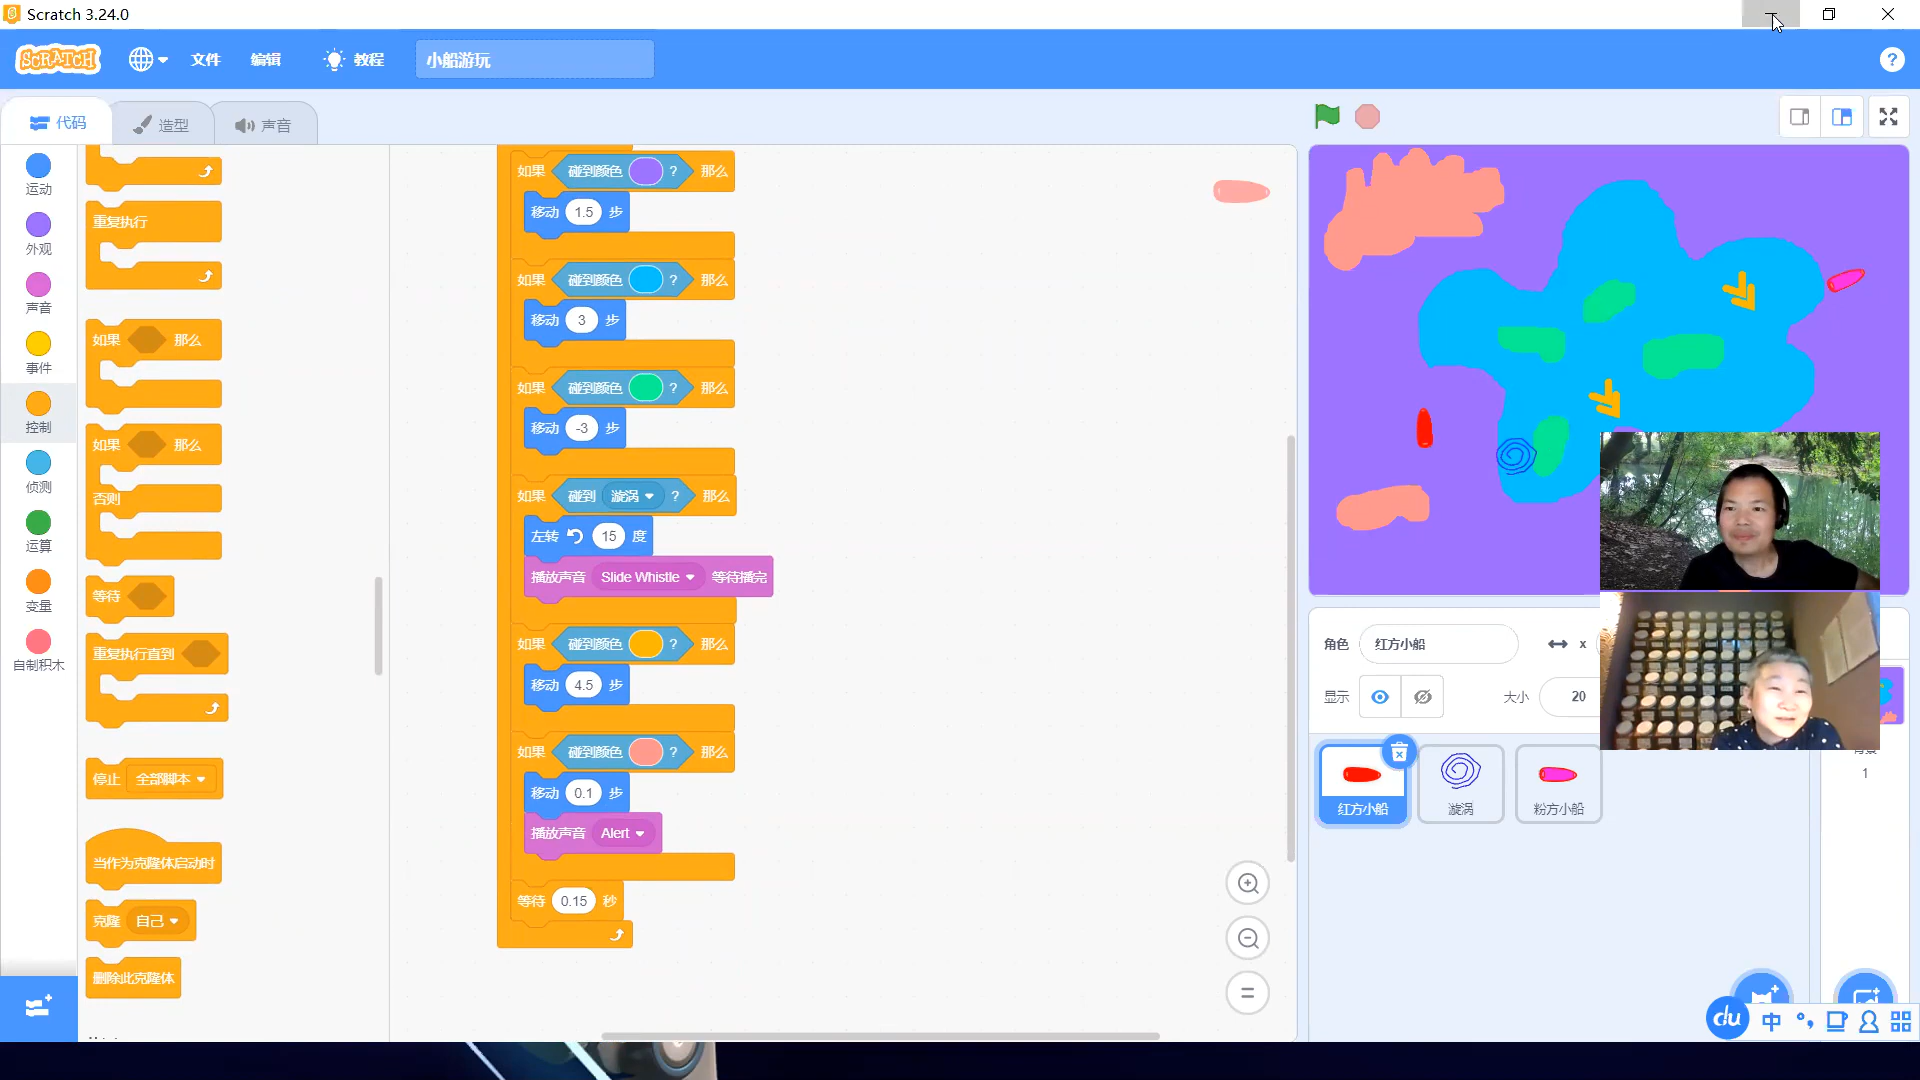 Scratch 3.24.0
SCRATCH
文件
编辑
教程
小船游玩
代码
造型
声音
运动
外观
声音
事件
控制
侦测
运算
变量
自制积木
重复执行
如果 那么
如果 那么
否则
等待
重复执行直到
停止 全部脚本
当作为克隆体启动时
克隆 自己
删除此克隆体
如果 碰到颜色 ? 那么
移动 1.5 步
如果 碰到颜色 ? 那么
移动 3 步
如果 碰到颜色 ? 那么
移动 -3 步
如果 碰到 漩涡 ? 那么
左转 15 度
播放声音 Slide Whistle 等待播完
如果 碰到颜色 ? 那么
移动 4.5 步
如果 碰到颜色 ? 那么
移动 0.1 步
播放声音 Alert
等待 0.15 秒
角色 红方小船 x
显示 大小 20
红方小船
漩涡
粉方小船
1
du 中